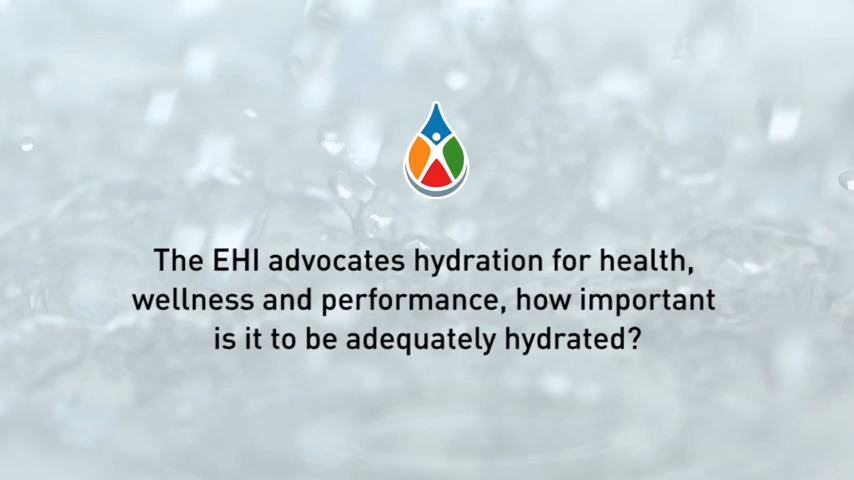 The EHI advocates hydration for health,
wellness and performance, how important
is it to be adequately hydrated?